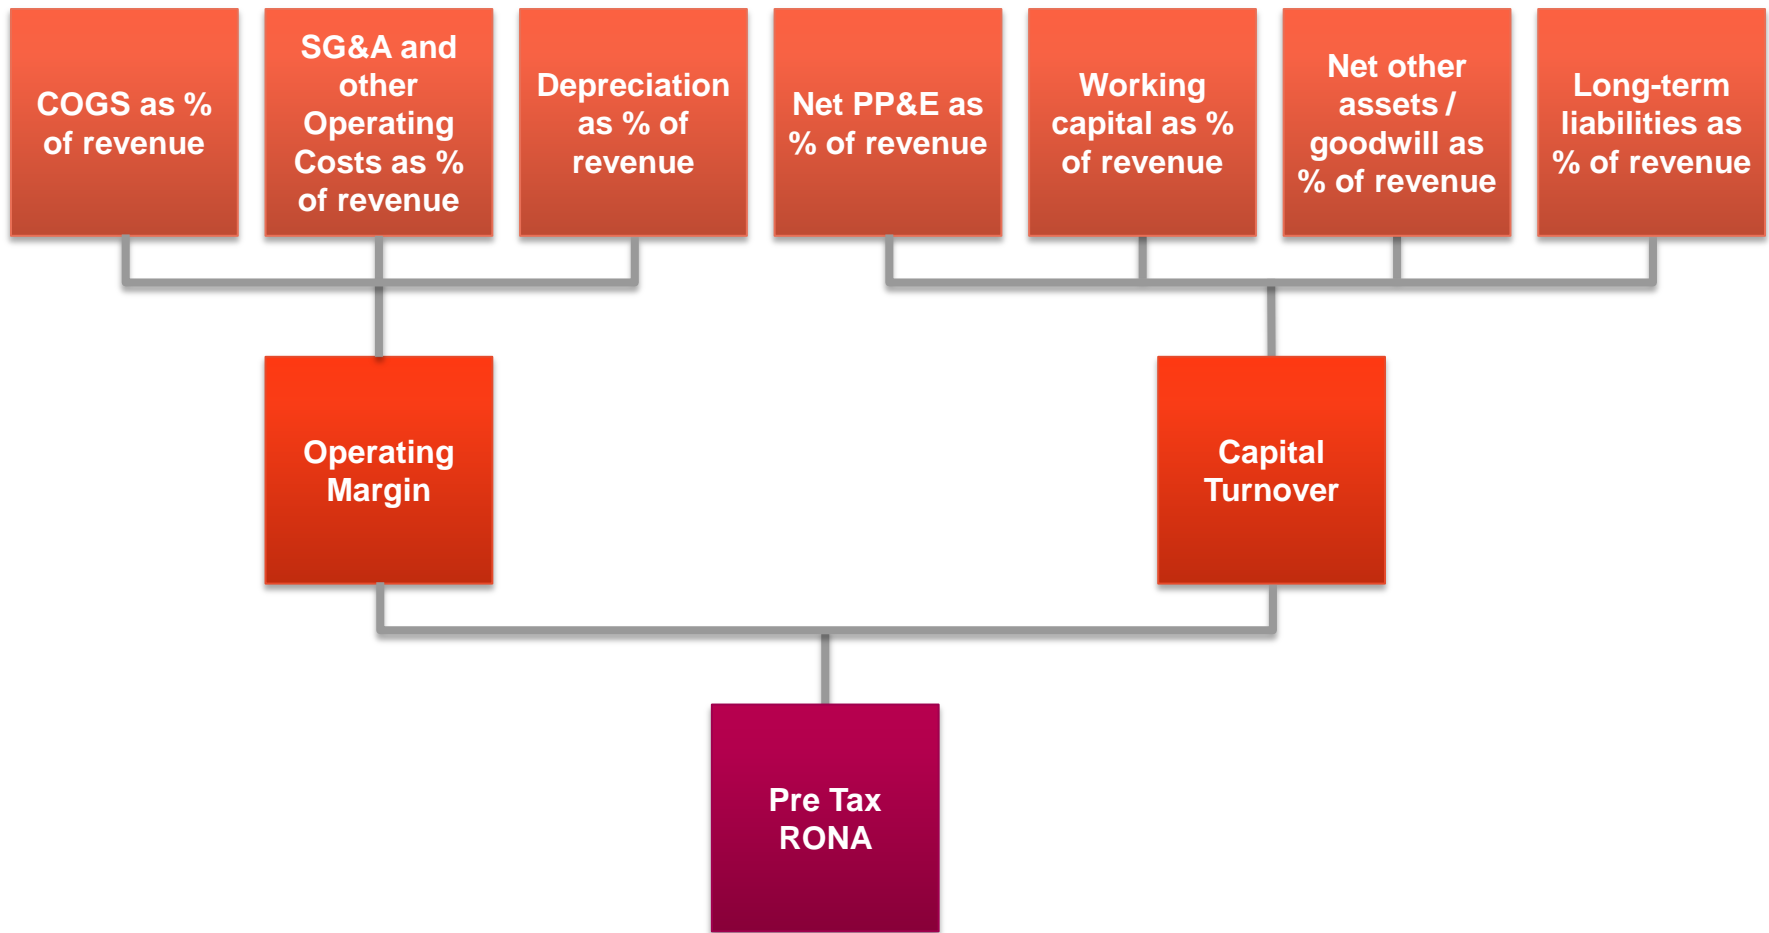 COGS as %
of revenue
SG&A and
other
Operating
Costs as %
of revenue
Depreciation
as % of
revenue
Net PP&E as
% of revenue
Working
capital as %
of revenue
Net other
assets /
goodwill as
% of revenue
Long-term
liabilities as
% of revenue
Operating
Margin
Capital
Turnover
Pre Tax
RONA